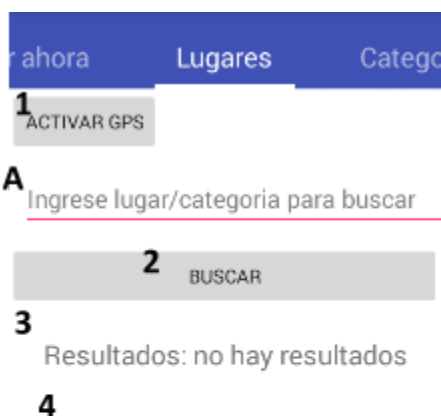 r ahora Lugares Catego
1
ACTIVAR GPS
A
Ingrese lugar/categoria para buscar
2
BUSCAR
3
Resultados: no hay resultados
4